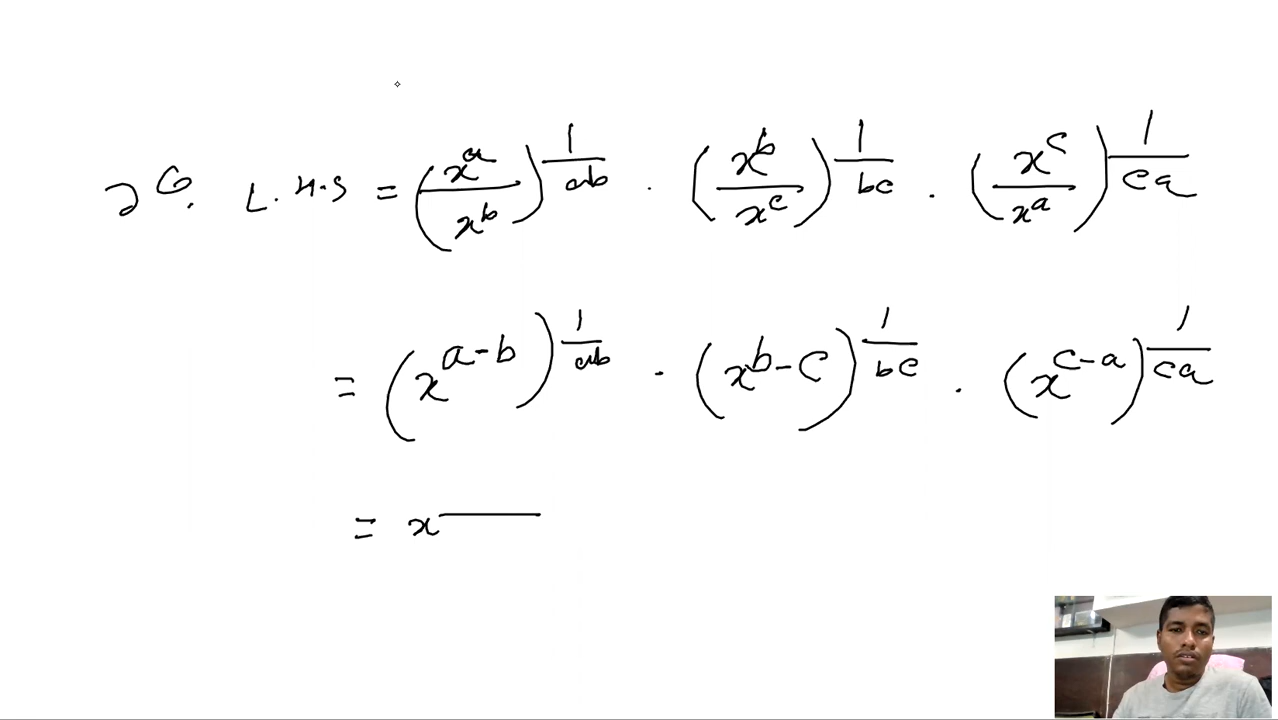 26. L.H.S = (x^a/x^b)^(1/ab) . (x^b/x^c)^(1/bc) . (x^c/x^a)^(1/ca)
= (x^(a-b))^(1/ab) . (x^(b-c))^(1/bc) . (x^(c-a))^(1/ca)
= x